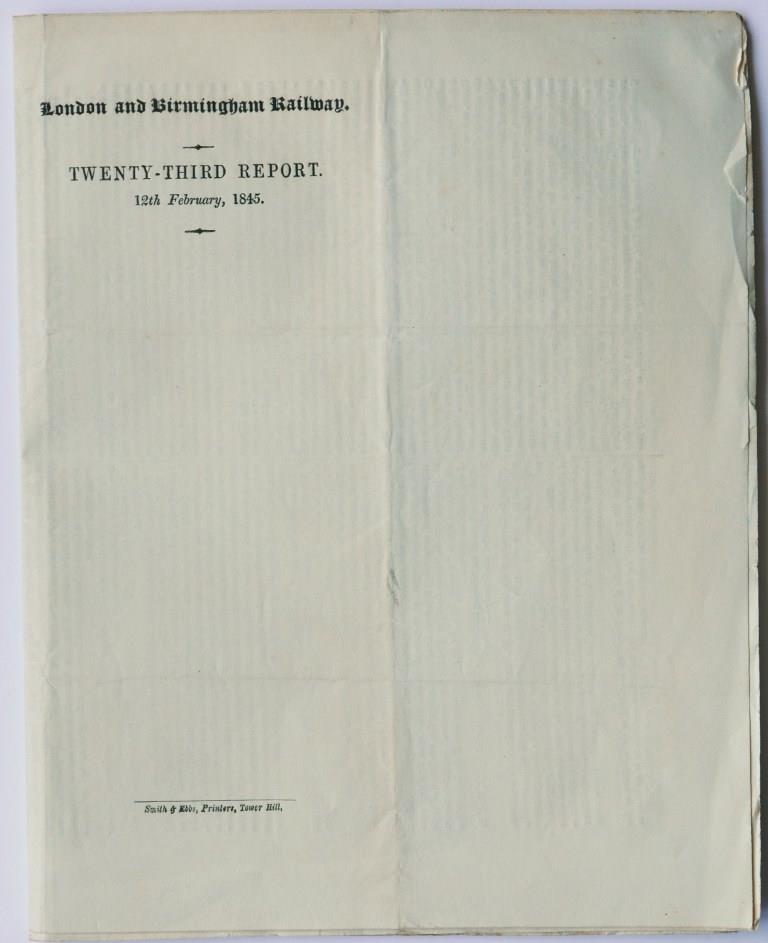 London and Birmingham Railway.
TWENTY-THIRD REPORT.
12th February, 1845.
Smith & Ebbs, Printers, Tower Hill.